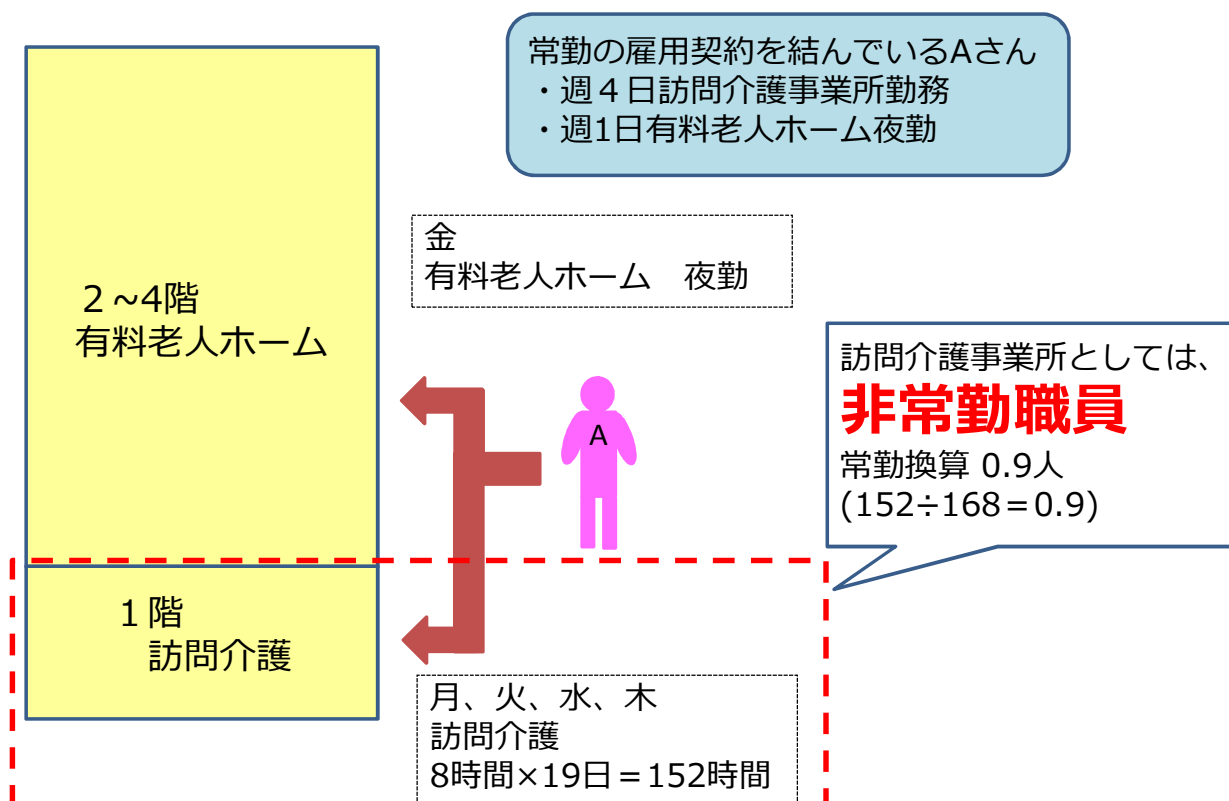 常勤の雇用契約を結んでいるAさん
・週４日訪問介護事業所勤務
・週1日有料老人ホーム夜勤
金
有料老人ホーム　夜勤
２~4階
有料老人ホーム
訪問介護事業所としては、
非常勤職員
常勤換算 0.9人
(152÷168＝0.9)
A
１階
訪問介護
月、火、水、木
訪問介護
8時間×19日＝152時間